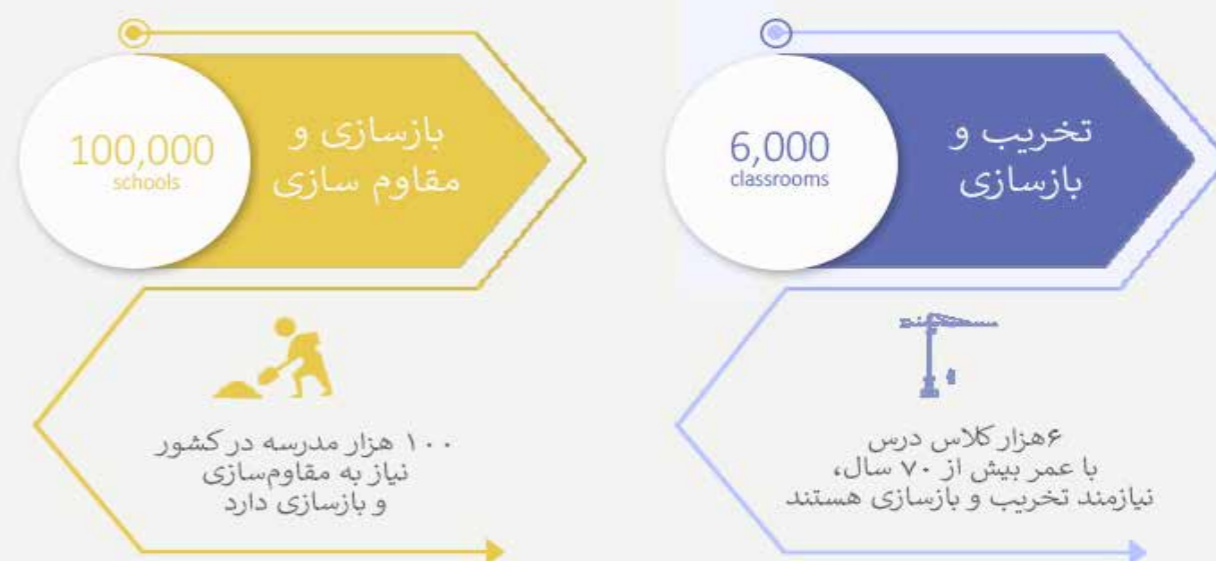 تخریب و
بازسازی
6,000
classrooms
۶هزار کلاس درس
با عمر بیش از ۷۰ سال،
نیازمند تخریب و بازسازی هستند
بازسازی و
مقاوم سازی
100,000
schools
۱۰۰ هزار مدرسه در کشور
نیاز به مقاوم‌سازی
و بازسازی دارد